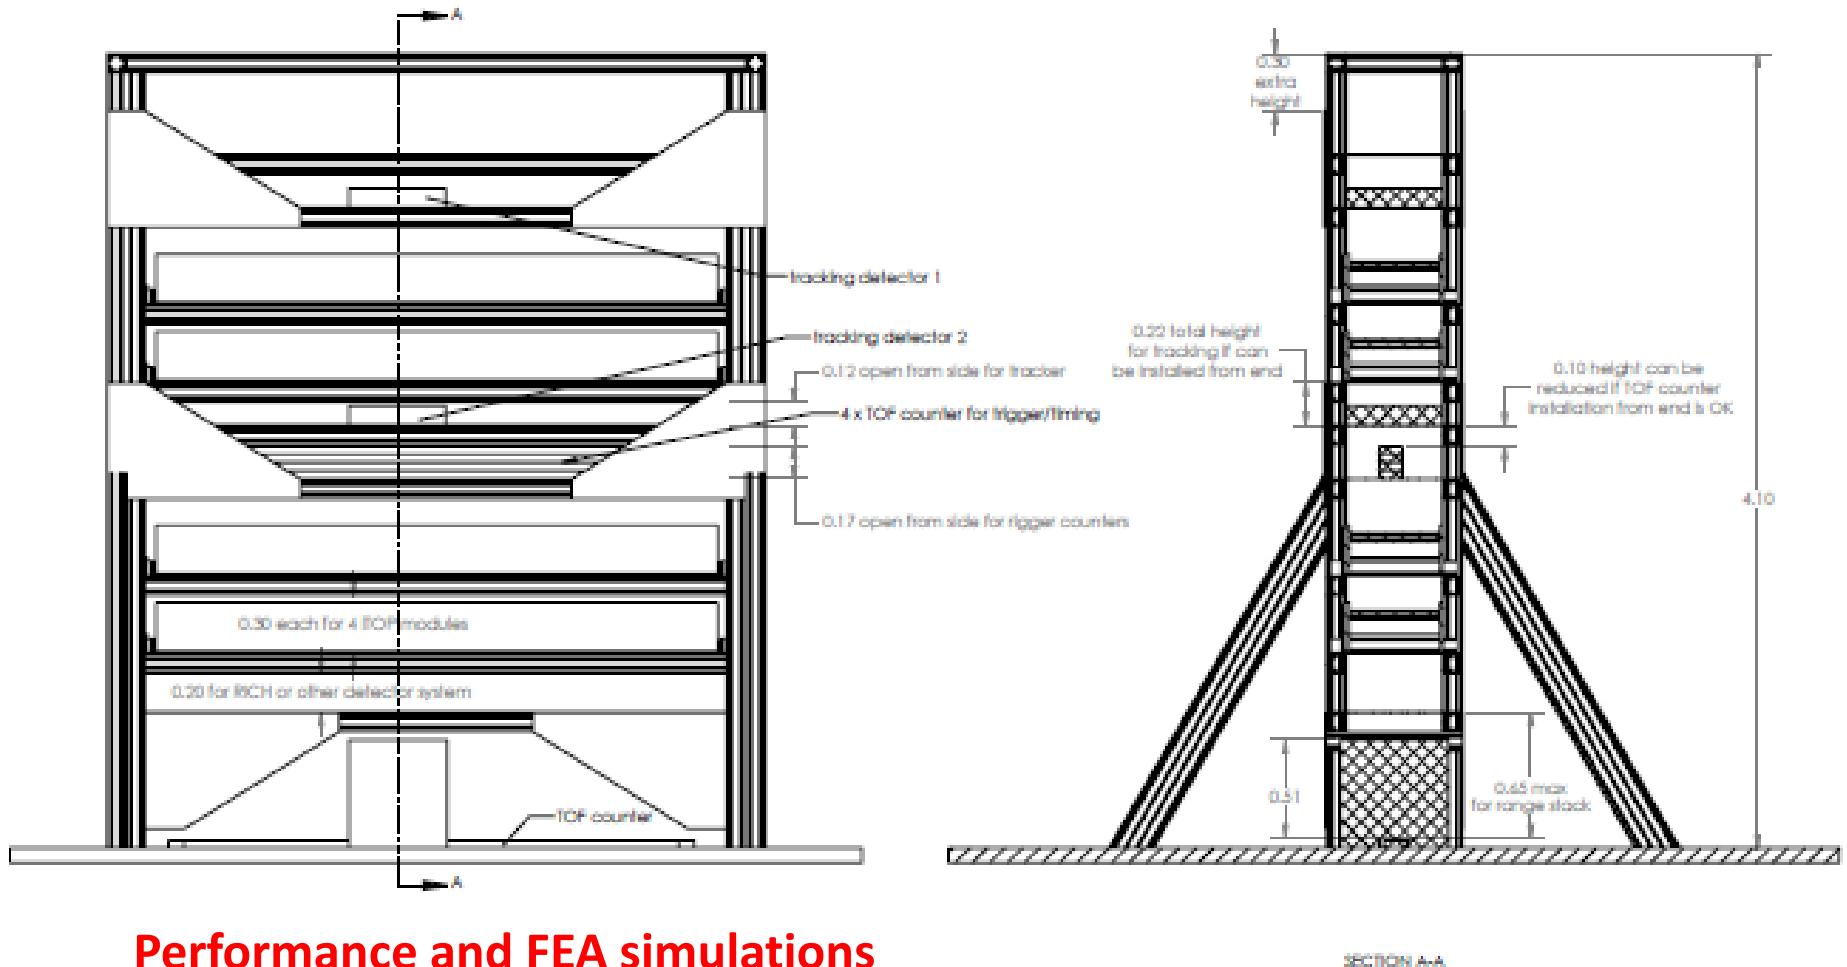 A
0.30
extra
height
tracking detector 1
tracking detector 2
0.12 open from side for tracker
4 x TOF counter for trigger/timing
0.17 open from side for rigger counters
0.22 total height
for tracking if can
be installed from end
0.10 height can be
reduced if TOF counter
installation from end is OK
4.10
0.30 each for 4 iTOP modules
0.20 for RICH or other detector system
TOF counter
0.51
0.65 max
for range stack
A
Performance and FEA simulations
SECTION A-A